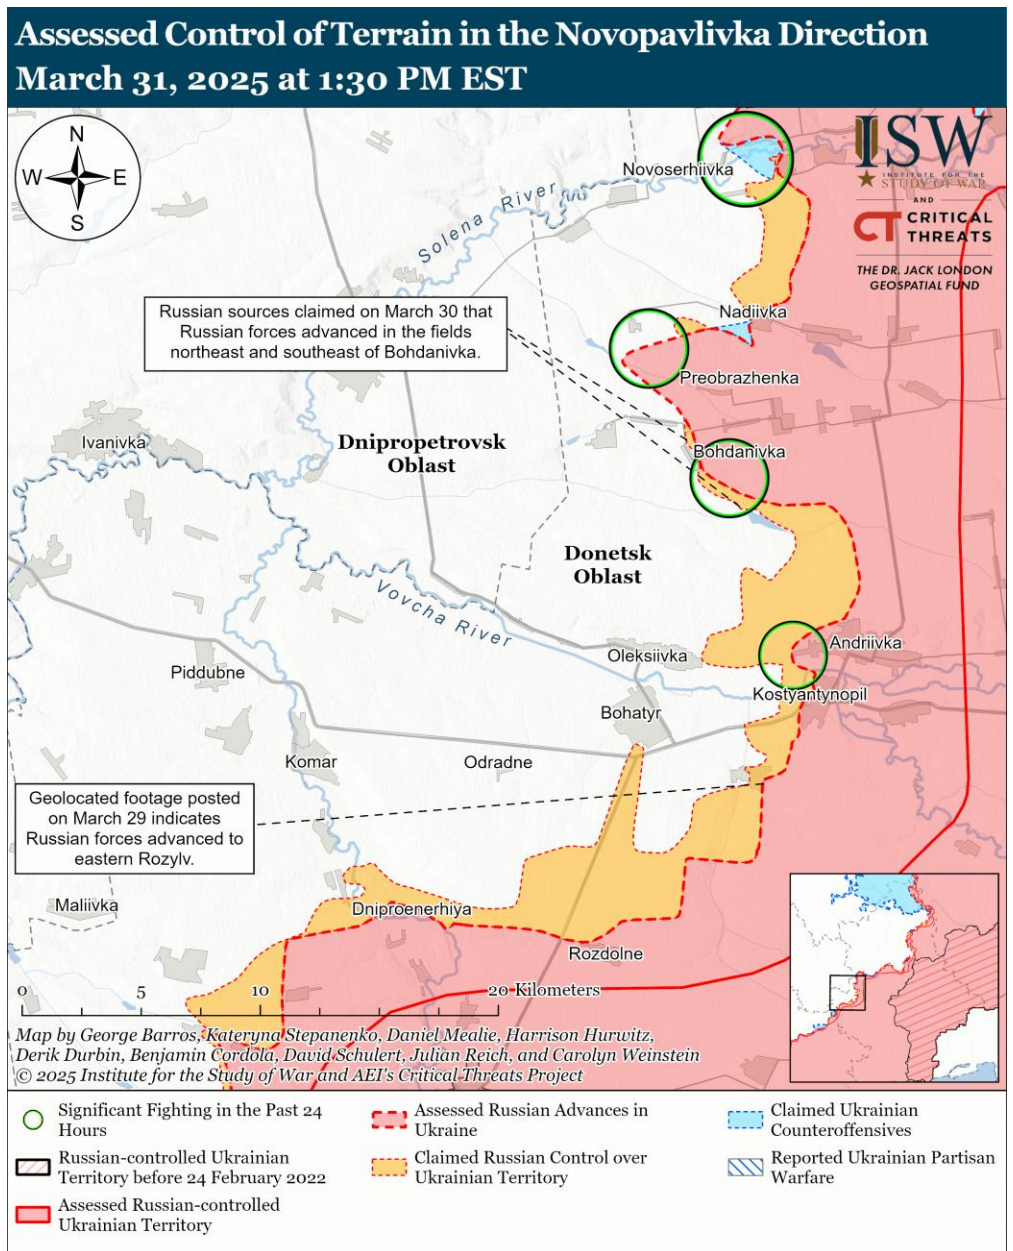 Assessed Control of Terrain in the Novopavlivka Direction
March 31, 2025 at 1:30 PM EST
N
W
E
S
ISW
INSTITUTE FOR THE
STUDY OF WAR
AND
CT CRITICAL
THREATS
THE DR. JACK LONDON
GEOSPATIAL FUND
Novoserhiivka
Solena River
Russian sources claimed on March 30 that
Russian forces advanced in the fields
northeast and southeast of Bohdanivka.
Nadiivka
Preobrazhenka
Ivanivka
Dnipropetrovsk
Oblast
Bohdanivka
Donetsk
Oblast
Vovcha River
Andriivka
Oleksiivka
Piddubne
Kostyantynopil
Bohatyr
Komar
Odradne
Geolocated footage posted
on March 29 indicates
Russian forces advanced to
eastern Rozylv.
Maliivka
Dniproenerhiya
Rozdolne
0 5 10 20 Kilometers
Map by George Barros, Kateryna Stepanenko, Daniel Mealie, Harrison Hurwitz,
Derik Durbin, Benjamin Cordola, David Schulert, Julian Reich, and Carolyn Weinstein
© 2025 Institute for the Study of War and AEI's Critical Threats Project
Significant Fighting in the Past 24
Hours
Russian-controlled Ukrainian
Territory before 24 February 2022
Assessed Russian-controlled
Ukrainian Territory
Assessed Russian Advances in
Ukraine
Claimed Russian Control over
Ukrainian Territory
Claimed Ukrainian
Counteroffensives
Reported Ukrainian Partisan
Warfare